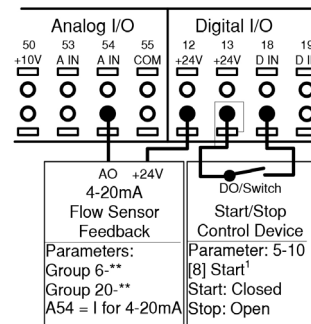 Analog I/O Digital I/O
50 53 54 55 12 13 18 19
+10V A IN A IN COM +24V +24V D IN D I
AO +24V
4-20mA
Flow Sensor
Feedback
Parameters:
Group 6-**
Group 20-**
A54 = I for 4-20mA
DO/Switch
Start/Stop
Control Device
Parameter: 5-10
[8] Start¹
Start: Closed
Stop: Open